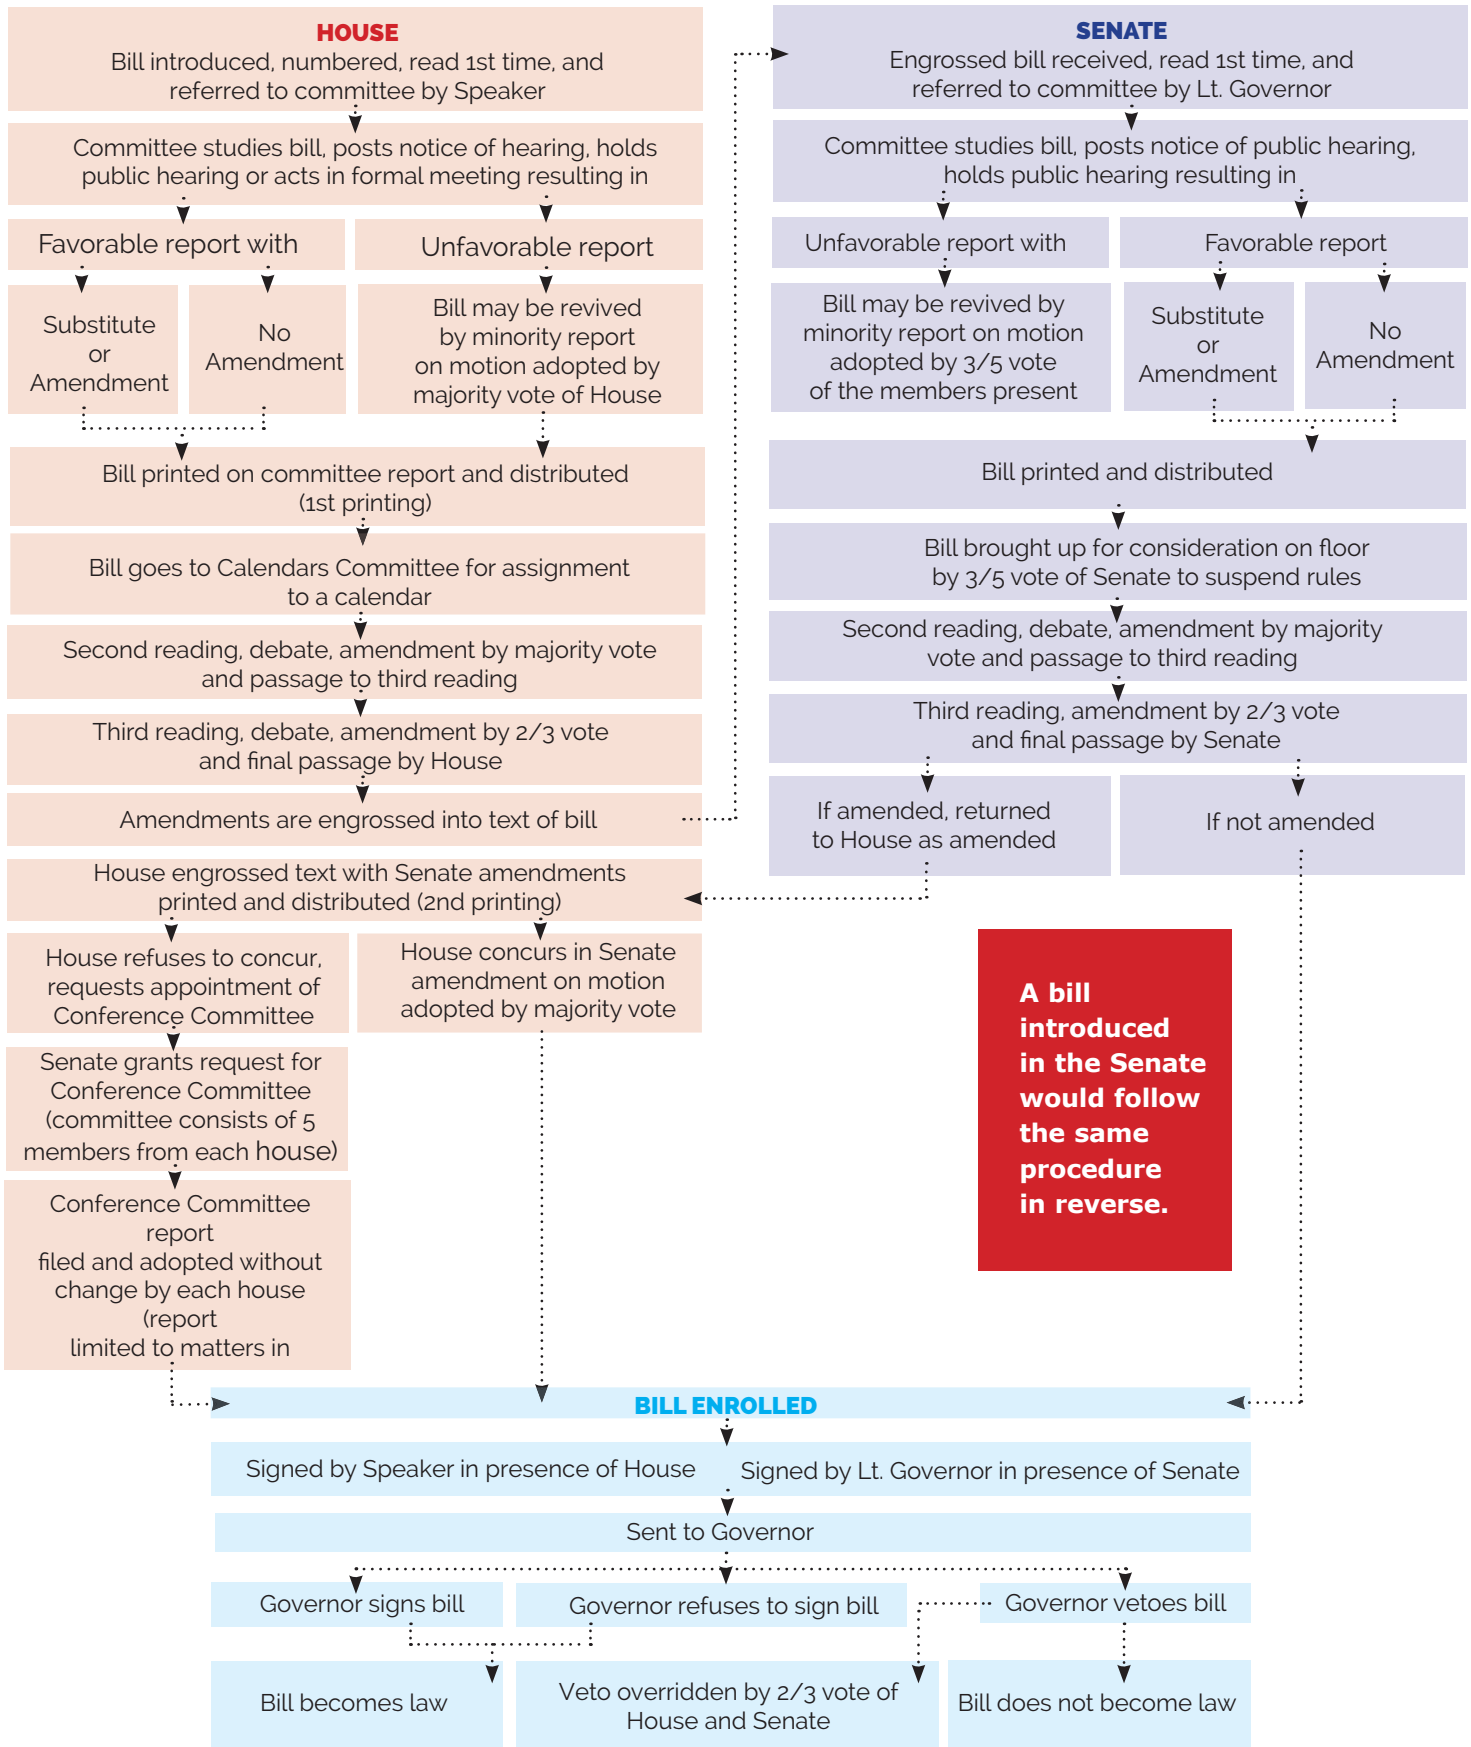 HOUSE
Bill introduced, numbered, read 1st time, and
referred to committee by Speaker
Committee studies bill, posts notice of hearing, holds
public hearing or acts in formal meeting resulting in
Favorable report with
Unfavorable report
Substitute
or
Amendment
No
Amendment
Bill may be revived
by minority report
on motion adopted by
majority vote of House
Bill printed on committee report and distributed
(1st printing)
Bill goes to Calendars Committee for assignment
to a calendar
Second reading, debate, amendment by majority vote
and passage to third reading
Third reading, debate, amendment by 2/3 vote
and final passage by House
Amendments are engrossed into text of bill
SENATE
Engrossed bill received, read 1st time, and
referred to committee by Lt. Governor
Committee studies bill, posts notice of public hearing,
holds public hearing resulting in
Unfavorable report with
Favorable report
Bill may be revived by
minority report on motion
adopted by 3/5 vote
of the members present
Substitute
or
Amendment
No
Amendment
Bill printed and distributed
Bill brought up for consideration on floor
by 3/5 vote of Senate to suspend rules
Second reading, debate, amendment by majority
vote and passage to third reading
Third reading, amendment by 2/3 vote
and final passage by Senate
If amended, returned
to House as amended
If not amended
House engrossed text with Senate amendments
printed and distributed (2nd printing)
House refuses to concur,
requests appointment of
Conference Committee
House concurs in Senate
amendment on motion
adopted by majority vote
Senate grants request for
Conference Committee
(committee consists of 5
members from each house)
Conference Committee
report
filed and adopted without
change by each house
(report
limited to matters in
A bill
introduced
in the Senate
would follow
the same
procedure
in reverse.
BILL ENROLLED
Signed by Speaker in presence of House
Signed by Lt. Governor in presence of Senate
Sent to Governor
Governor signs bill
Governor refuses to sign bill
Governor vetoes bill
Bill becomes law
Veto overridden by 2/3 vote of
House and Senate
Bill does not become law